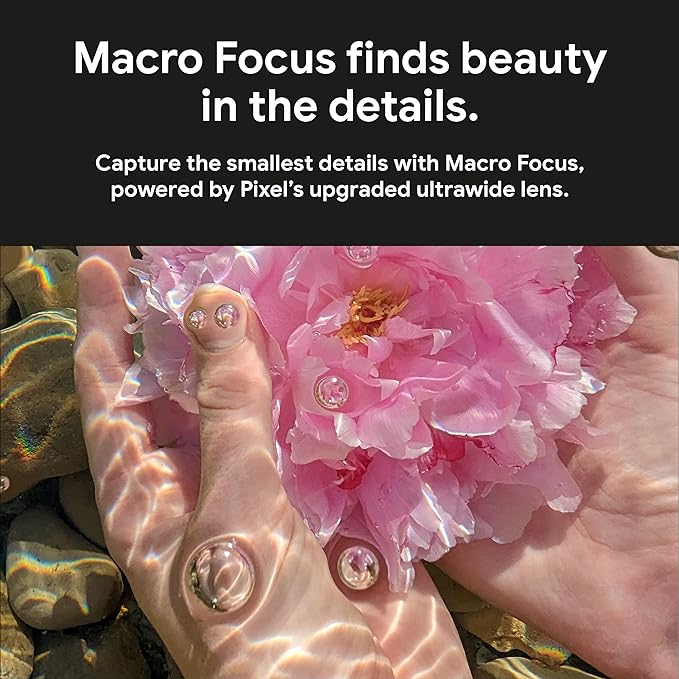 Macro Focus finds beauty
in the details.
Capture the smallest details with Macro Focus,
powered by Pixel's upgraded ultrawide lens.